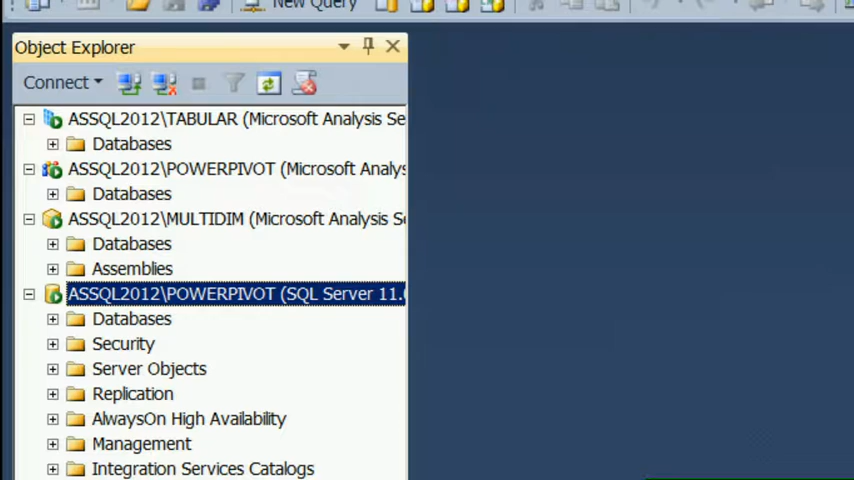 New Query
Object Explorer
Connect
ASSQL2012\TABULAR (Microsoft Analysis Se
Databases
ASSQL2012\POWERPIVOT (Microsoft Analys
Databases
ASSQL2012\MULTIDIM (Microsoft Analysis Se
Databases
Assemblies
ASSQL2012\POWERPIVOT (SQL Server 11.
Databases
Security
Server Objects
Replication
AlwaysOn High Availability
Management
Integration Services Catalogs